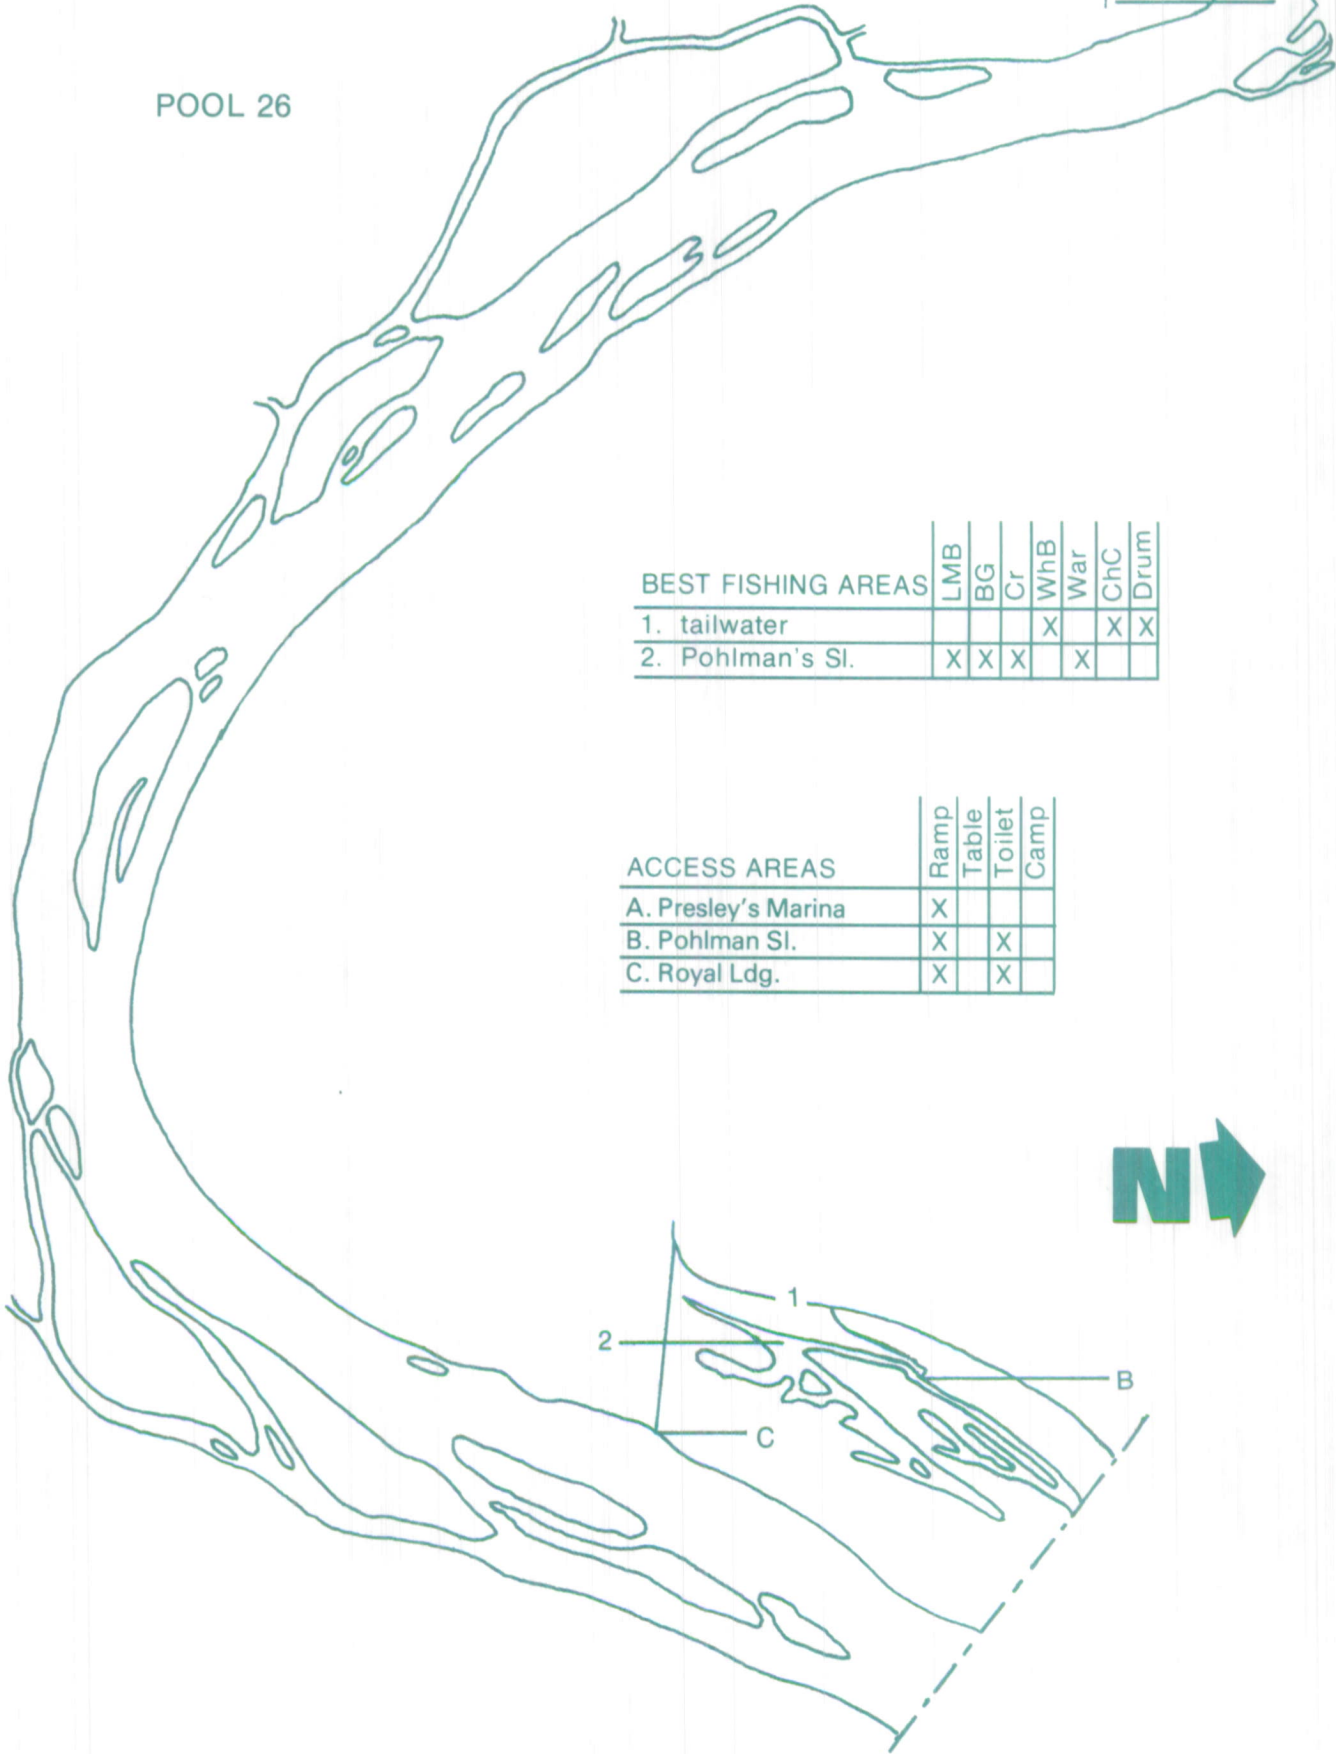 POOL 26
BEST FISHING AREAS LMB BG Cr WhB War ChC Drum
1. tailwater X X X
2. Pohlman's Sl. X X X X
ACCESS AREAS Ramp Table Toilet Camp
A. Presley's Marina X
B. Pohlman Sl. X X
C. Royal Ldg. X X
N
1
2
B
C